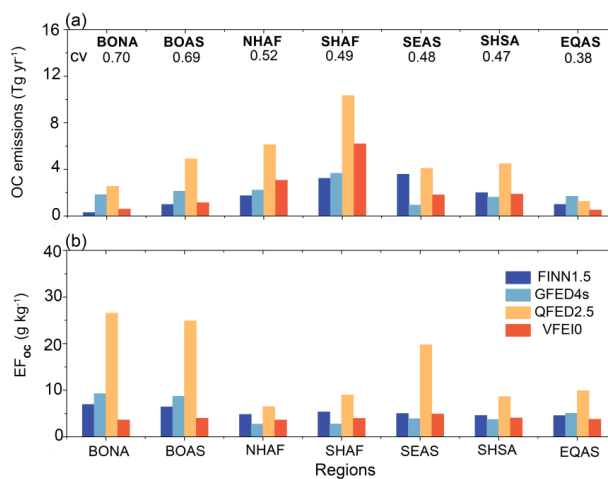 (a)
BONA BOAS NHAF SHAF SEAS SHSA EQAS
CV 0.70 0.69 0.52 0.49 0.48 0.47 0.38
OC emissions (Tg yr⁻¹)
16
12
8
4
0
(b)
EFoc (g kg⁻¹)
40
30
20
10
0
FINN1.5
GFED4s
QFED2.5
VFEI0
BONA BOAS NHAF SHAF SEAS SHSA EQAS
Regions